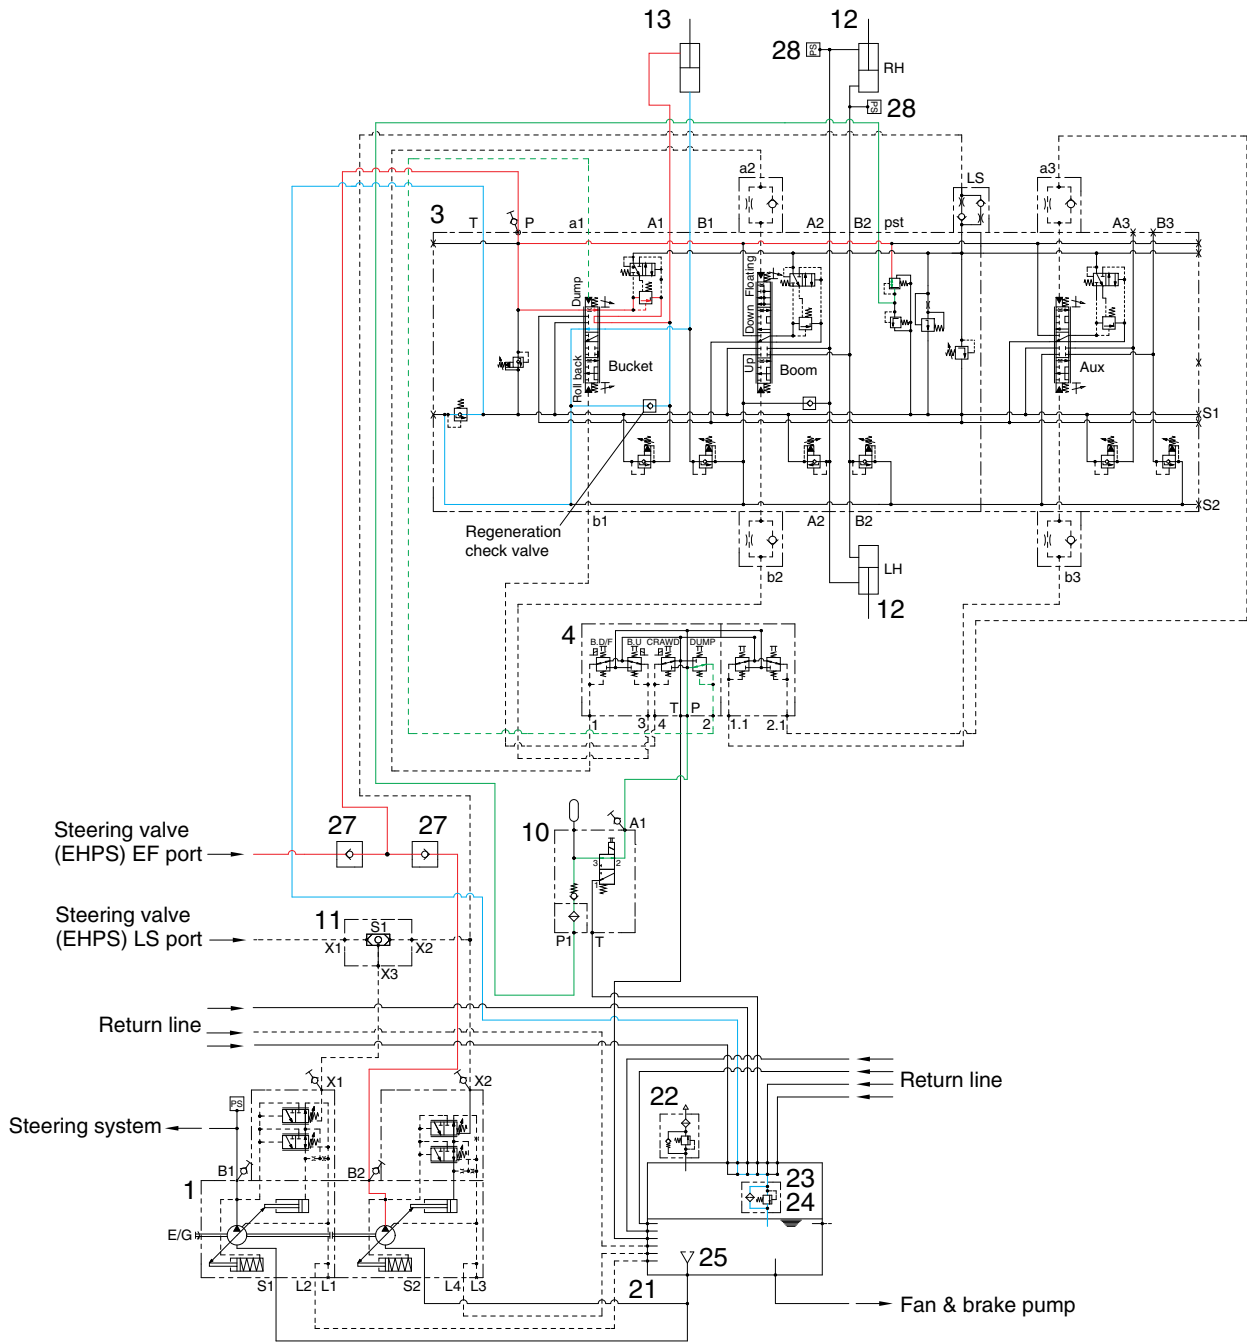 13
12
28
PS
RH
PS
28
a2
LS
a3
3
T
P
a1
A1
B1
A2
B2
pst
A3
B3
Dump
Roll back
Bucket
Floating
Down
Up
Boom
Aux
S1
S2
b1
A2
B2
Regeneration
check valve
b2
LH
12
b3
4
B.D/F
B.U
CRAWD
DUMP
T
P
1
3
4
2
1.1
2.1
10
A1
3
2
1
P1
T
Steering valve
(EHPS) EF port
27
27
Steering valve
(EHPS) LS port
11
S1
X1
X2
X3
Return line
Return line
X1
X2
PS
Steering system
B1
B2
1
E/G
S1
L2
L1
S2
L4
L3
22
23
24
25
21
Fan & brake pump